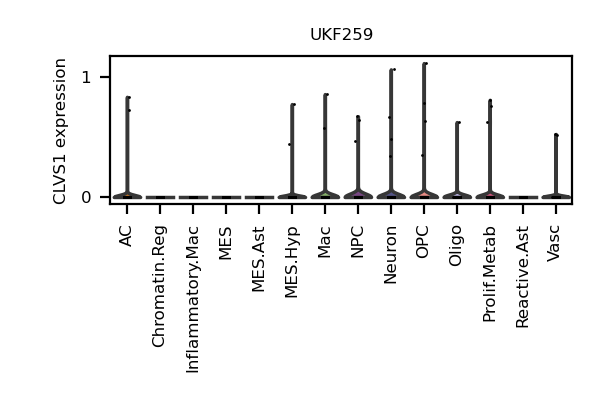 UKF259
CLVS1 expression
1
0
AC
Chromatin.Reg
Inflammatory.Mac
MES
MES.Ast
MES.Hyp
Mac
NPC
Neuron
OPC
Oligo
Prolif.Metab
Reactive.Ast
Vasc